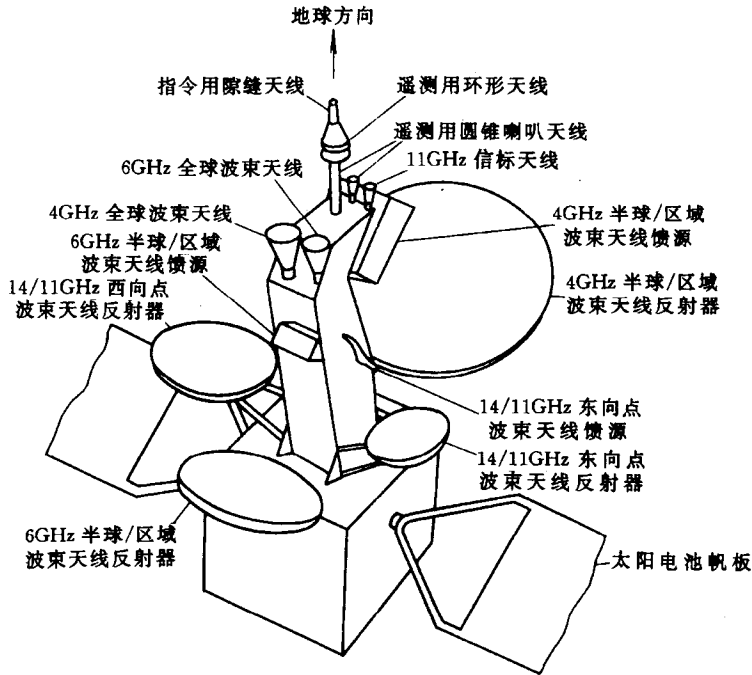 地球方向
指令用隙缝天线
遥测用环形天线
遥测用圆锥喇叭天线
6GHz 全球波束天线
11GHz 信标天线
4GHz 全球波束天线
4GHz 半球/区域
波束天线馈源
6GHz 半球/区域
波束天线馈源
14/11GHz 西向点
波束天线反射器
4GHz 半球/区域
波束天线反射器
14/11GHz 东向点
波束天线馈源
14/11GHz 东向点
波束天线反射器
6GHz 半球/区域
波束天线反射器
太阳电池帆板